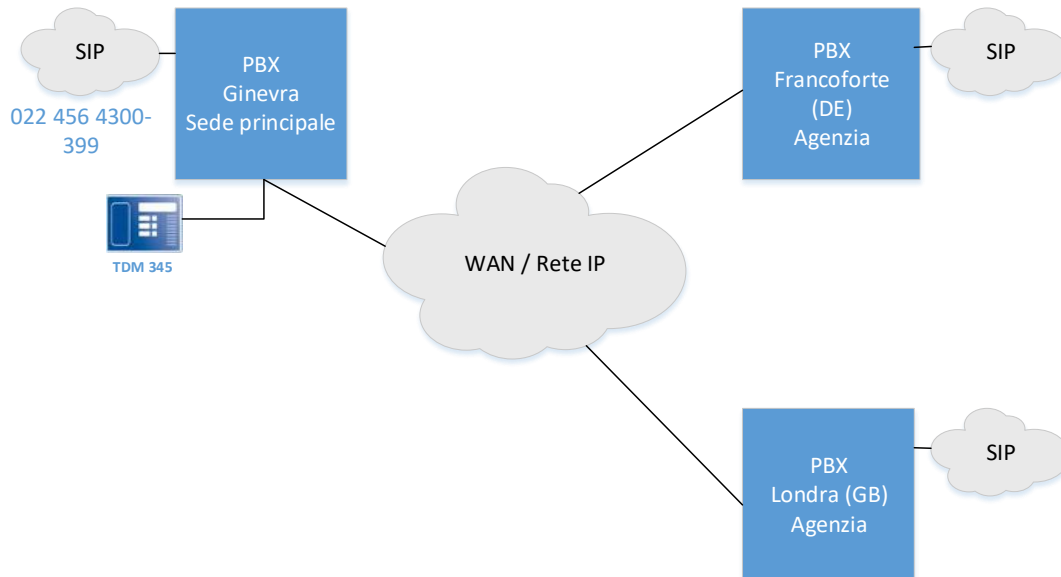 SIP
PBX
Ginevra
Sede principale
022 456 4300-
399
TDM 345
WAN / Rete IP
PBX
Francoforte
(DE)
Agenzia
SIP
PBX
Londra (GB)
Agenzia
SIP